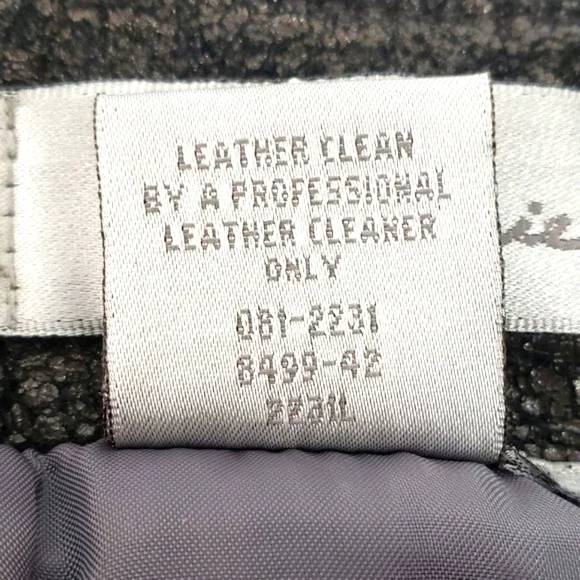 LEATHER CLEAN
BY A PROFESSIONAL
LEATHER CLEANER
ONLY
081-2231
8499-42
2231L